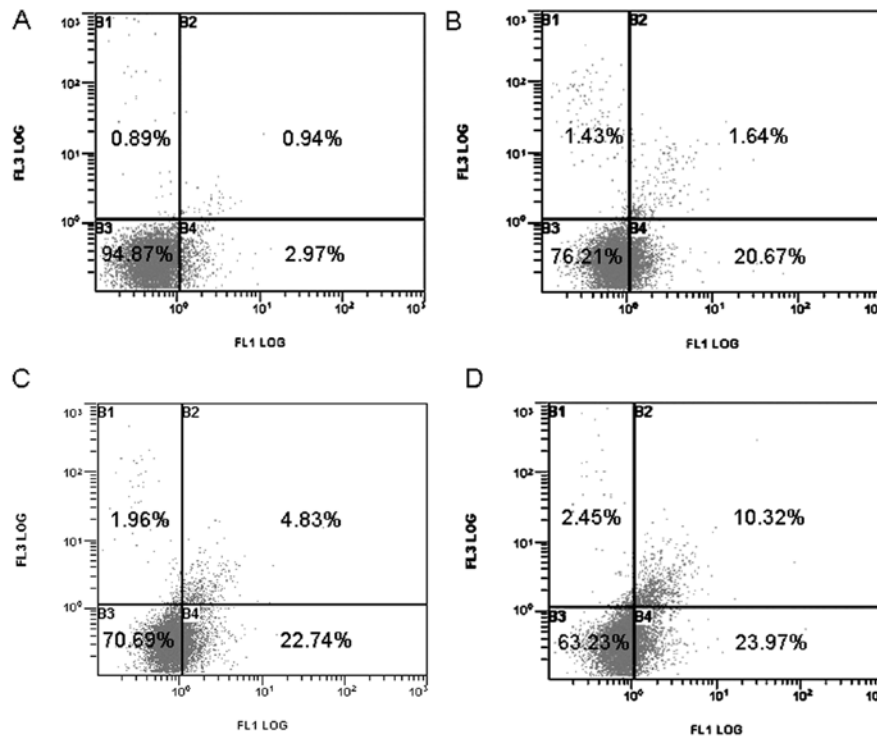 A
B1
B2
10³
10²
10¹
10⁰
FL3 LOG
0.89%
0.94%
B3
B4
94.87%
2.97%
10⁰
10¹
10²
10³
FL1 LOG
B
B1
B2
10³
10²
10¹
10⁰
FL3 LOG
1.43%
1.64%
B3
B4
76.21%
20.67%
10⁰
10¹
10²
FL1 LOG
C
B1
B2
10³
10²
10¹
10⁰
FL3 LOG
1.96%
4.83%
B3
B4
70.69%
22.74%
10⁰
10¹
10²
10³
FL1 LOG
D
B1
B2
10³
10²
10¹
10⁰
FL3 LOG
2.45%
10.32%
B3
B4
63.23%
23.97%
10⁰
10¹
10²
FL1 LOG